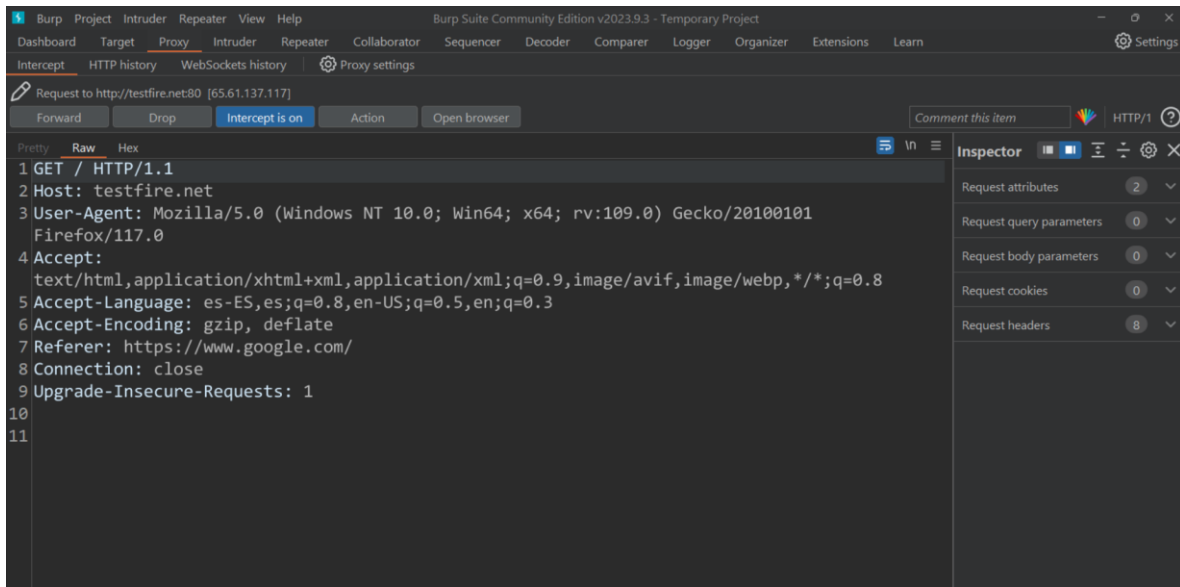 Burp Project Intruder Repeater View Help Burp Suite Community Edition v2023.9.3 - Temporary Project
Dashboard Target Proxy Intruder Repeater Collaborator Sequencer Decoder Comparer Logger Organizer Extensions Learn Settings
Intercept HTTP history WebSockets history Proxy settings
Request to http://testfire.net:80 [65.61.137.117]
Forward Drop Intercept is on Action Open browser Comment this item HTTP/1 ?
Pretty Raw Hex \n Inspector
1 GET / HTTP/1.1
2 Host: testfire.net
3 User-Agent: Mozilla/5.0 (Windows NT 10.0; Win64; x64; rv:109.0) Gecko/20100101
Firefox/117.0
4 Accept:
text/html,application/xhtml+xml,application/xml;q=0.9,image/avif,image/webp,*/*;q=0.8
5 Accept-Language: es-ES,es;q=0.8,en-US;q=0.5,en;q=0.3
6 Accept-Encoding: gzip, deflate
7 Referer: https://www.google.com/
8 Connection: close
9 Upgrade-Insecure-Requests: 1
10
11
Request attributes 2
Request query parameters 0
Request body parameters 0
Request cookies 0
Request headers 8